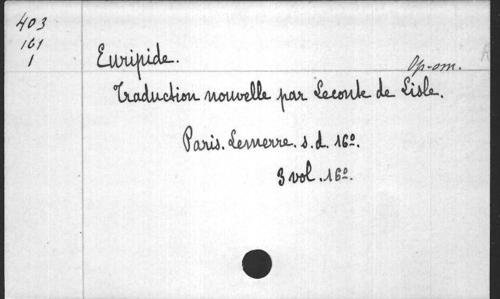 403
161
1
Euripide.
Op-om.
Traduction nouvelle par Leconte de Lisle.
Paris. Lemerre. s.d. 16º.
3 vol. 16º.